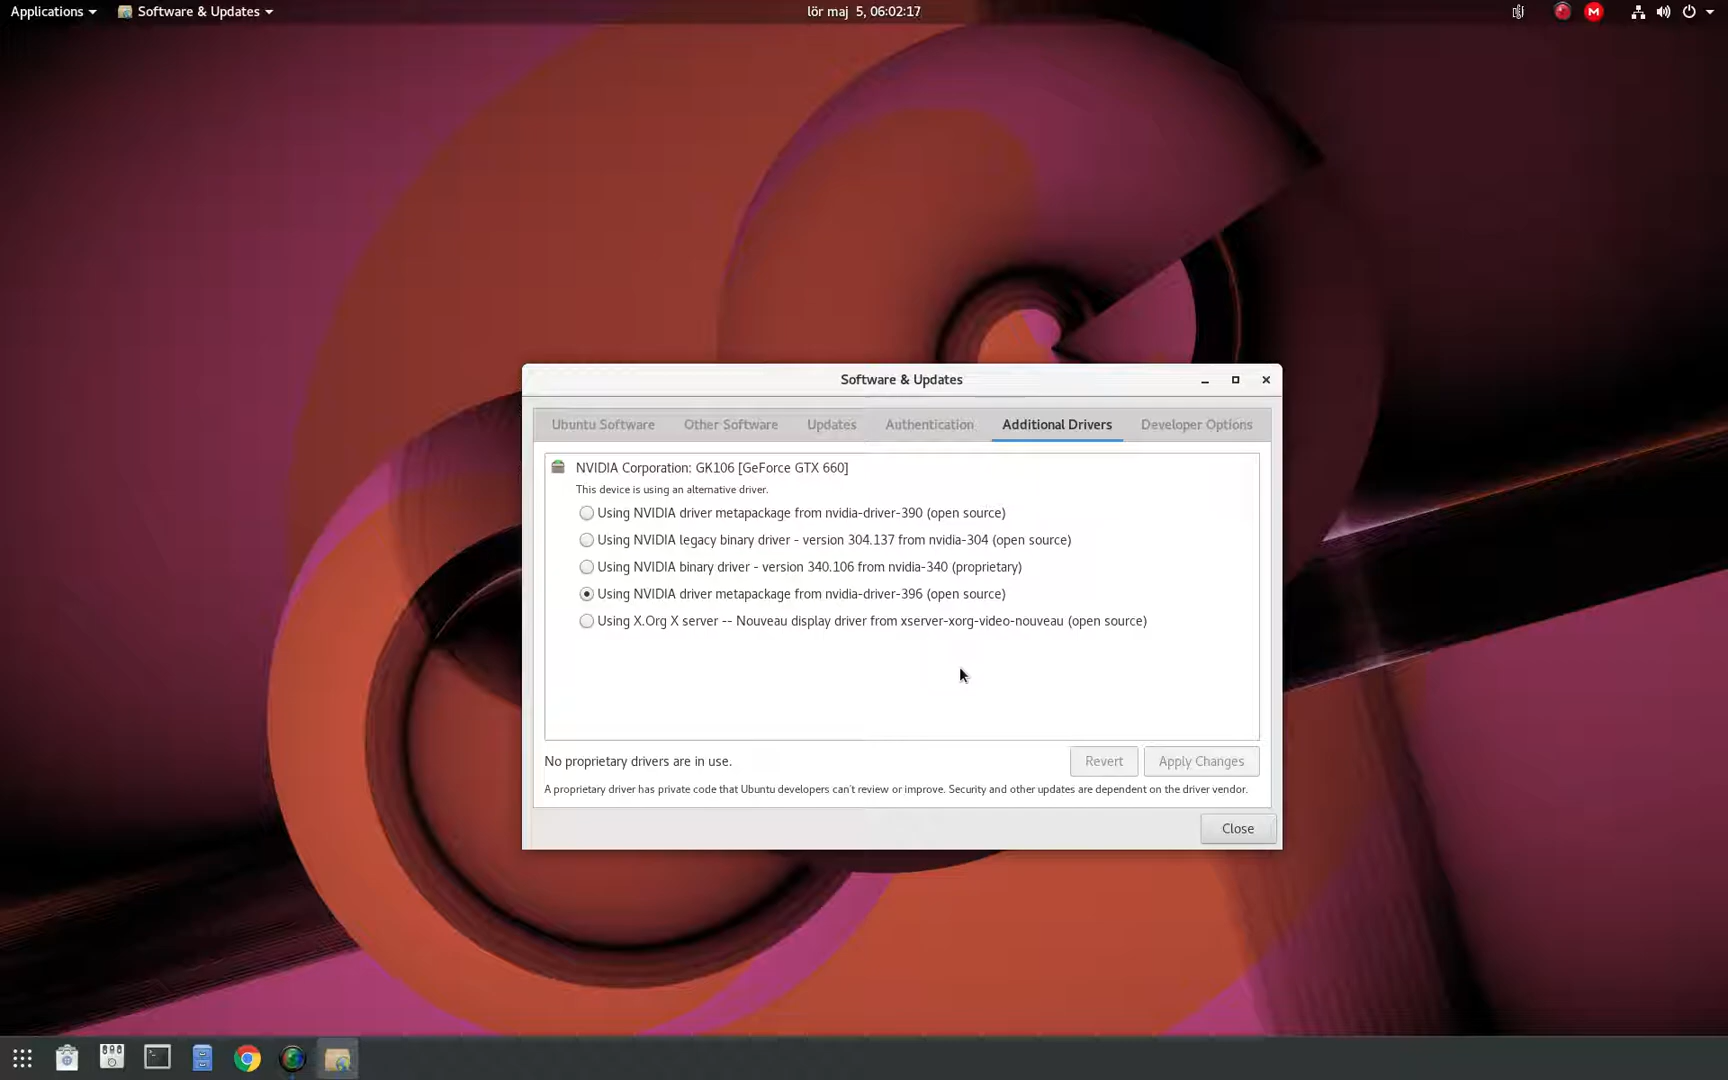 Applications
Software & Updates
lör maj 5, 06:02:17
M
Software & Updates
Ubuntu Software
Other Software
Updates
Authentication
Additional Drivers
Developer Options
NVIDIA Corporation: GK106 [GeForce GTX 660]
This device is using an alternative driver.
Using NVIDIA driver metapackage from nvidia-driver-390 (open source)
Using NVIDIA legacy binary driver - version 304.137 from nvidia-304 (open source)
Using NVIDIA binary driver - version 340.106 from nvidia-340 (proprietary)
Using NVIDIA driver metapackage from nvidia-driver-396 (open source)
Using X.Org X server -- Nouveau display driver from xserver-xorg-video-nouveau (open source)
No proprietary drivers are in use.
Revert
Apply Changes
A proprietary driver has private code that Ubuntu developers can't review or improve. Security and other updates are dependent on the driver vendor.
Close